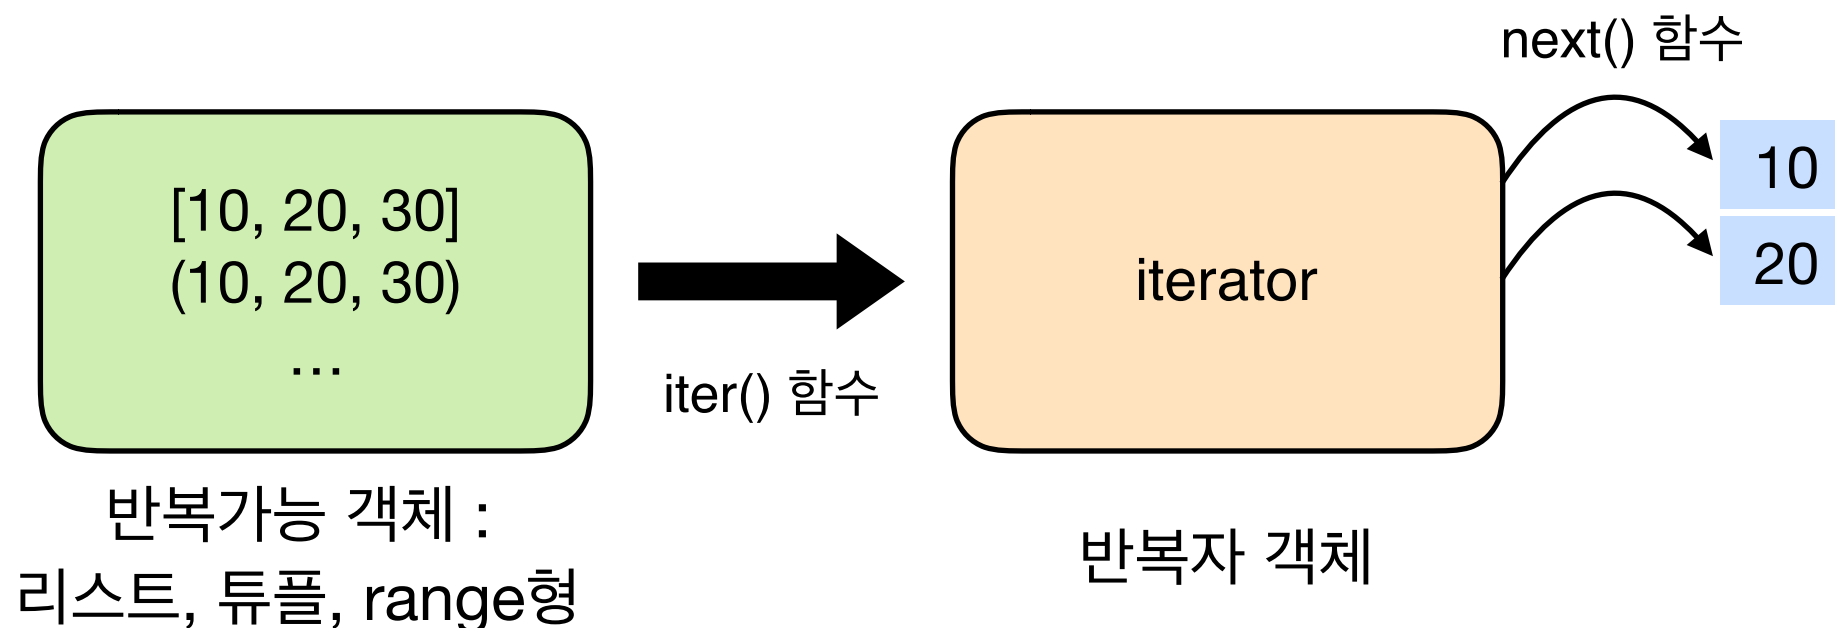 next() 함수
[10, 20, 30]
(10, 20, 30)
...
iter() 함수
iterator
10
20
반복가능 객체 :
리스트, 튜플, range형
반복자 객체